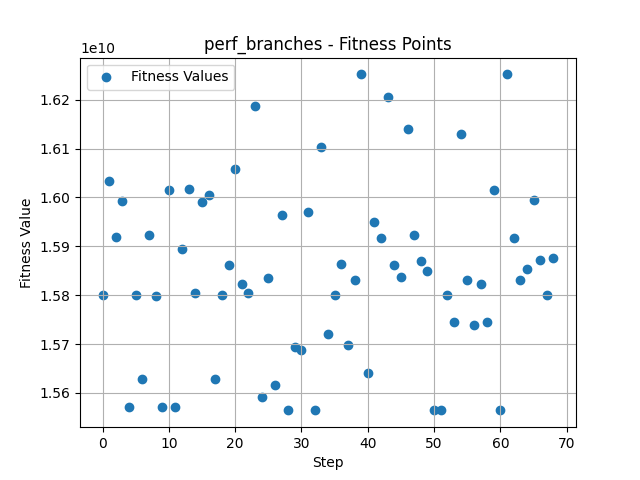 perf_branches - Fitness Points
1e10
Fitness Values
1.62
1.61
1.60
1.59
1.58
1.57
1.56
Fitness Value
0 10 20 30 40 50 60 70
Step